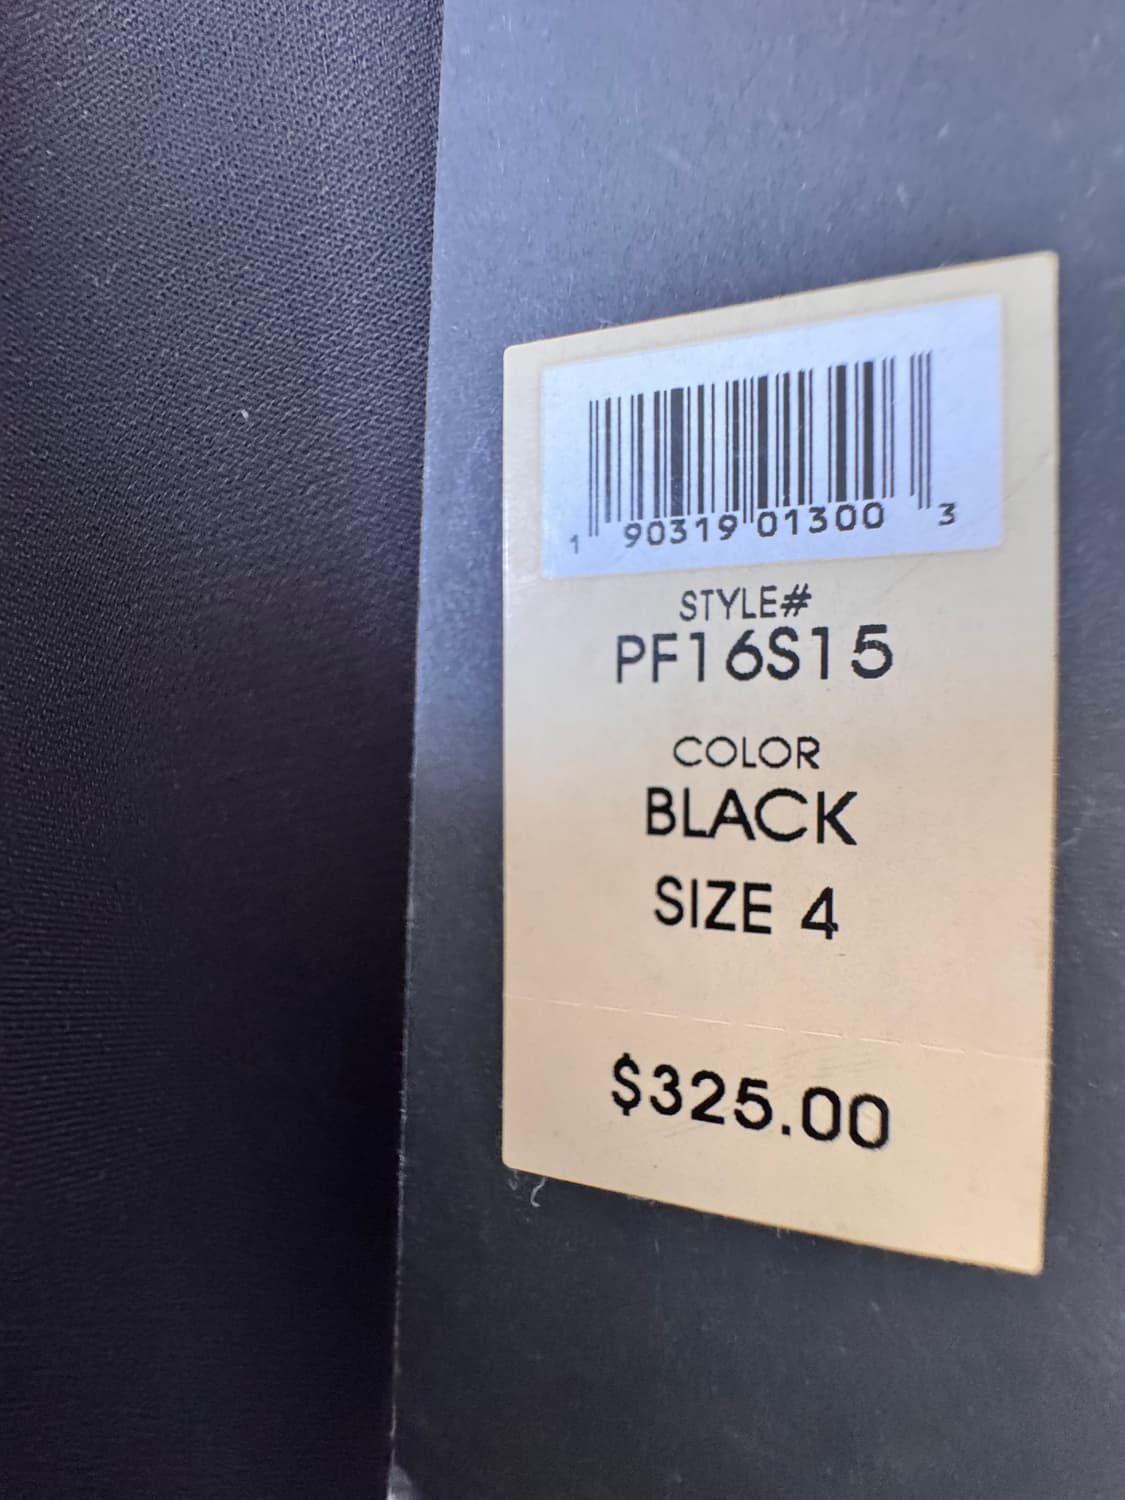 1 90319 01300 3
STYLE#
PF16S15
COLOR
BLACK
SIZE 4
$325.00